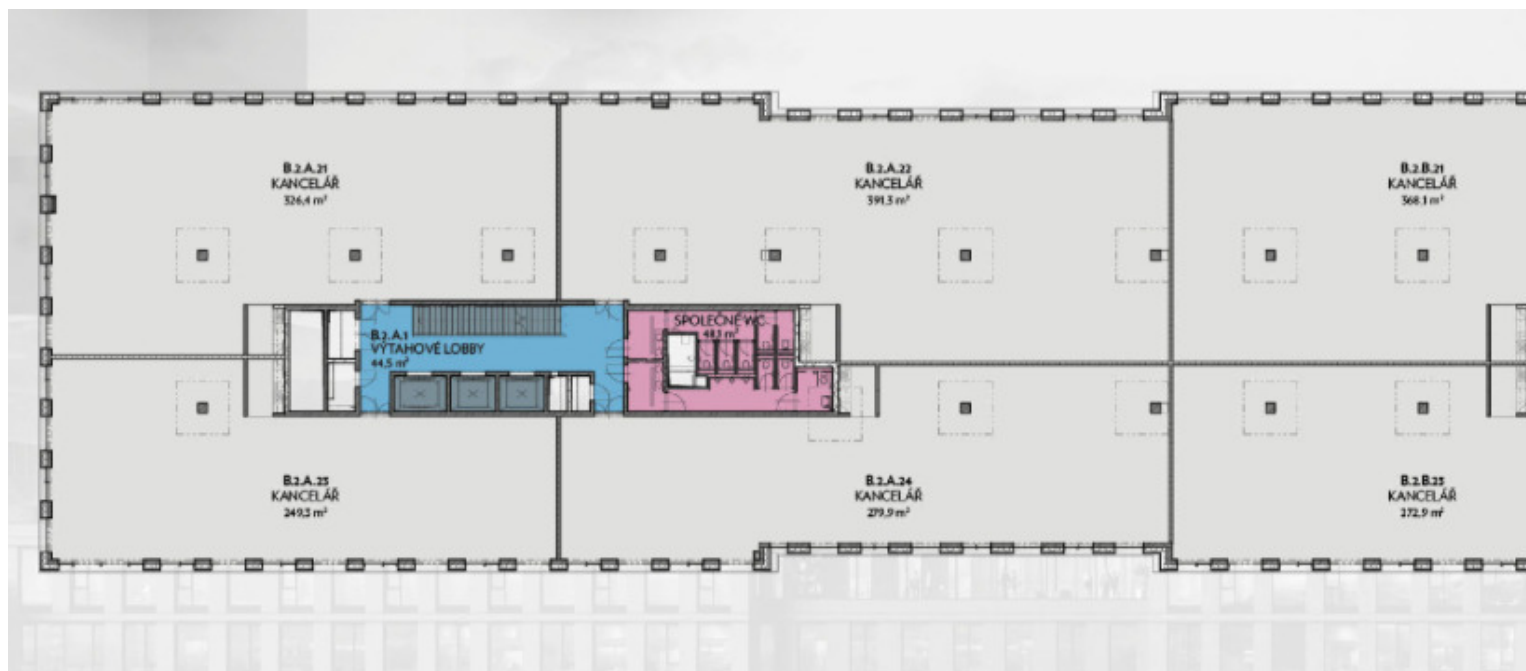 B.2.A.21
KANCELÁŘ
326,4 m²
B.2.A.22
KANCELÁŘ
391,3 m²
B.2.B.21
KANCELÁŘ
368.1 m²
B.2.A.1
VÝTAHOVÉ LOBBY
44,5 m²
SPOLEČNÉ WC
48,1 m²
B.2.A.23
KANCELÁŘ
249,3 m²
B.2.A.24
KANCELÁŘ
279,9 m²
B.2.B.23
KANCELÁŘ
272,9 m²